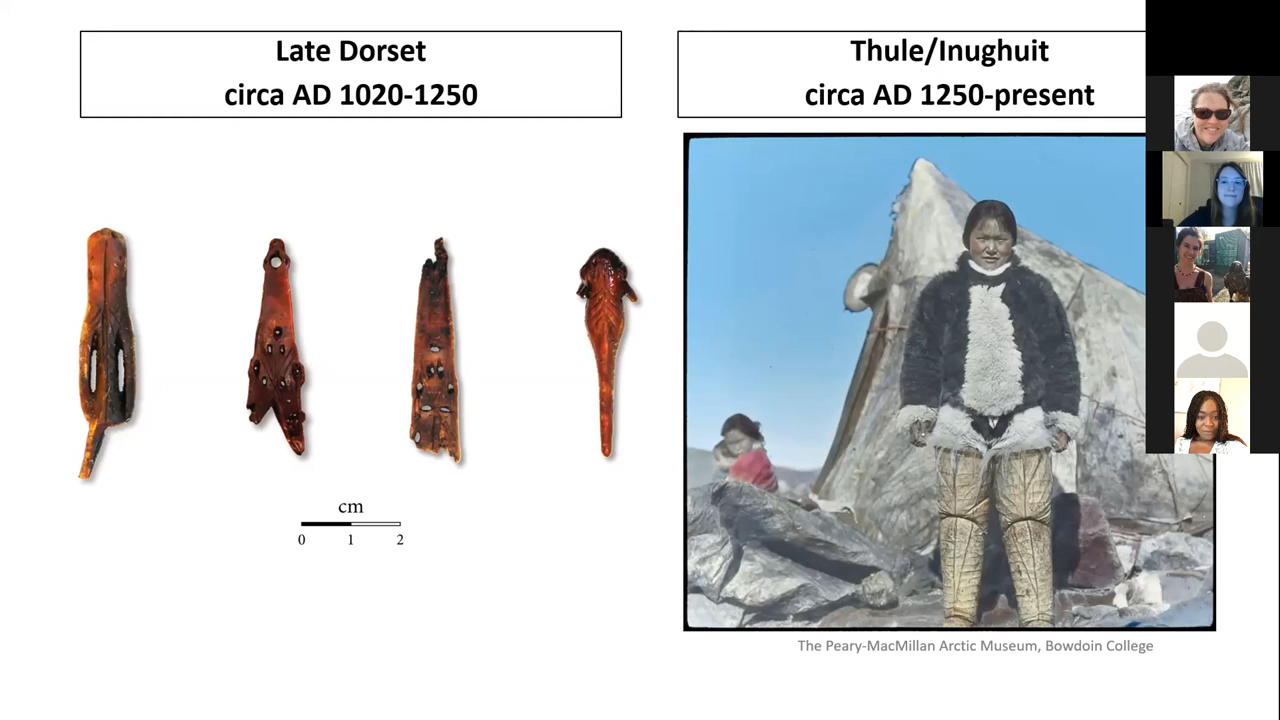 Late Dorset
circa AD 1020-1250
Thule/Inughuit
circa AD 1250-present
cm
0 1 2
The Peary-MacMillan Arctic Museum, Bowdoin College